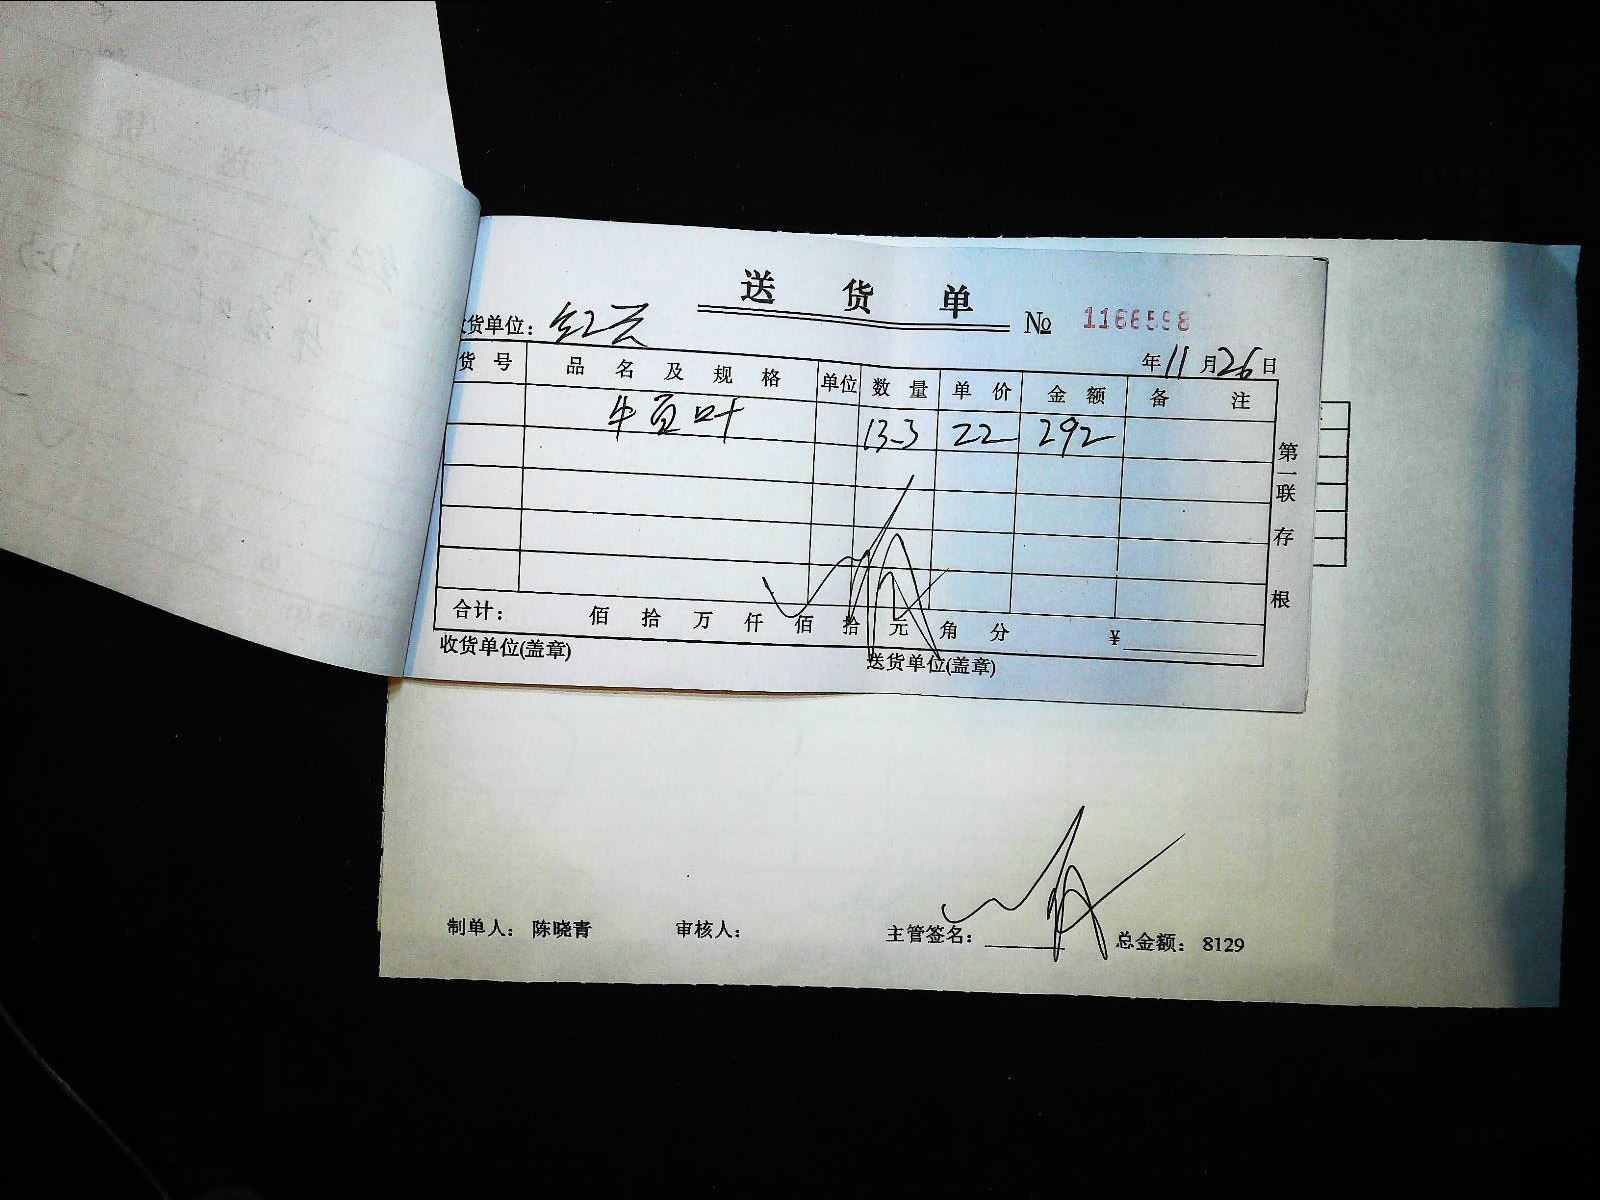 送 货 单
货单位：红云
№ 1166598
年 11 月 26 日
货号 品名及规格 单位 数量 单价 金额 备注
牛百叶 13.3 22 292
第一联 存根
合计： 佰 拾 万 仟 佰 拾 元 角 分 ¥
收货单位(盖章) 送货单位(盖章)
制单人： 陈晓青 审核人： 主管签名： 总金额： 8129